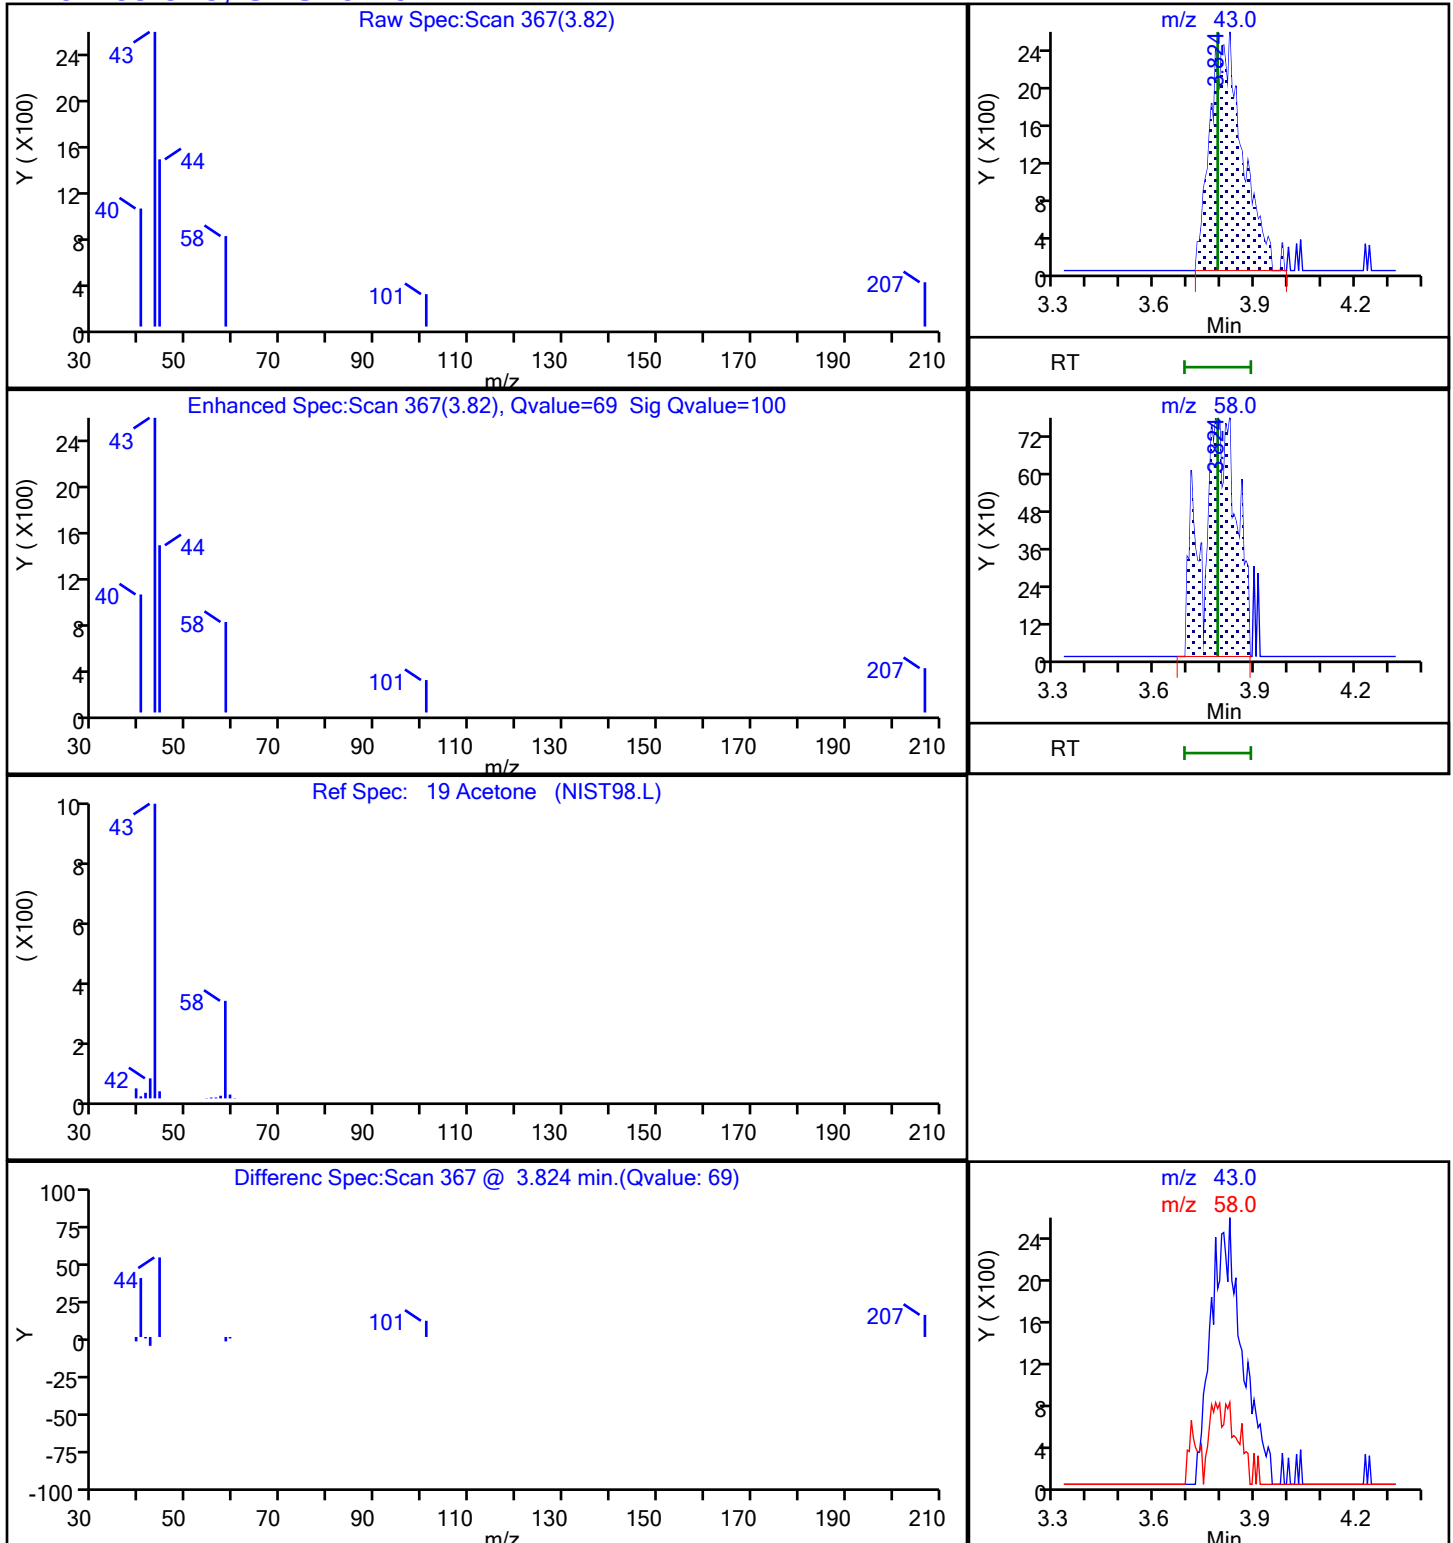 Raw Spec:Scan 367(3.82)
Y ( X100)
24
20
16
12
8
4
0
43
44
40
58
101
207
30 50 70 90 110 130 150 170 190 210
m/z
m/z 43.0
Y ( X100)
24
20
16
12
8
4
0
3.824
3.3 3.6 3.9 4.2
Min
RT
Enhanced Spec:Scan 367(3.82), Qvalue=69 Sig Qvalue=100
Y ( X100)
24
20
16
12
8
4
0
43
44
40
58
101
207
30 50 70 90 110 130 150 170 190 210
m/z
m/z 58.0
Y ( X10)
72
60
48
36
24
12
0
3.824
3.3 3.6 3.9 4.2
Min
RT
Ref Spec: 19 Acetone (NIST98.L)
( X100)
10
8
6
4
2
0
43
58
42
30 50 70 90 110 130 150 170 190 210
Differenc Spec:Scan 367 @ 3.824 min.(Qvalue: 69)
Y
100
75
50
25
0
-25
-50
-75
-100
44
101
207
30 50 70 90 110 130 150 170 190 210
m/z
m/z 43.0
m/z 58.0
Y ( X100)
24
20
16
12
8
4
0
3.3 3.6 3.9 4.2
Min